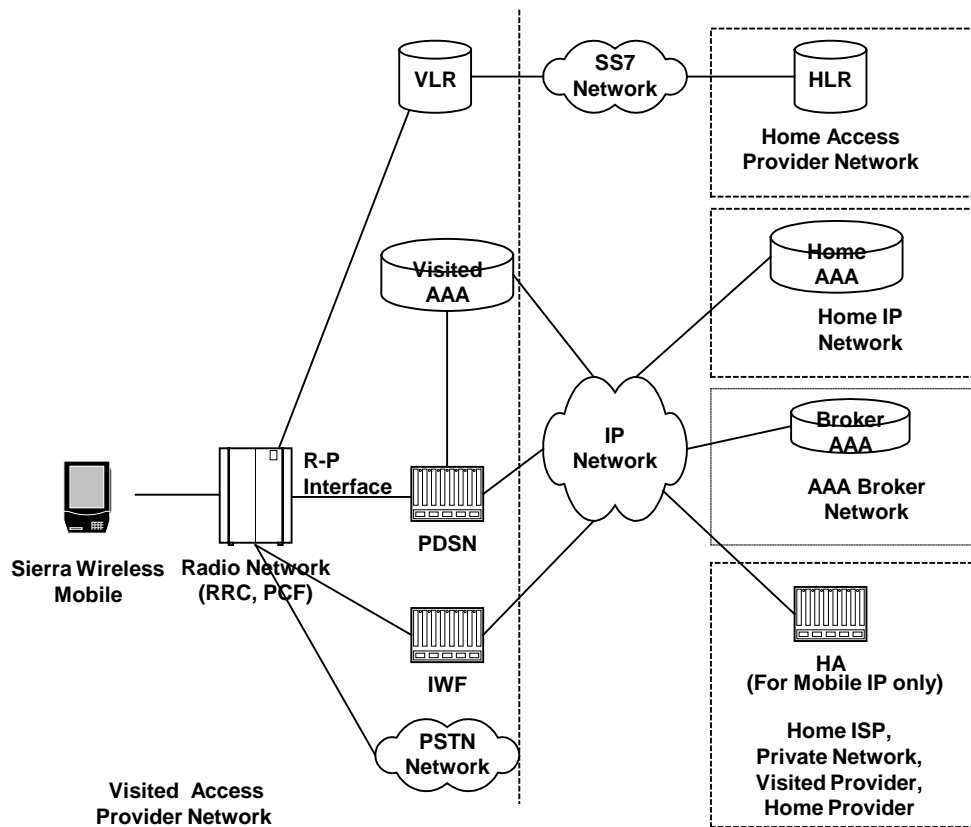 VLR
SS7
Network
HLR
Home Access
Provider Network
Visited
AAA
Home
AAA
Home IP
Network
IP
Network
Broker
AAA
AAA Broker
Network
R-P
Interface
PDSN
Sierra Wireless
Mobile
Radio Network
(RRC, PCF)
IWF
HA
(For Mobile IP only)
PSTN
Network
Home ISP,
Private Network,
Visited Provider,
Home Provider
Visited Access
Provider Network